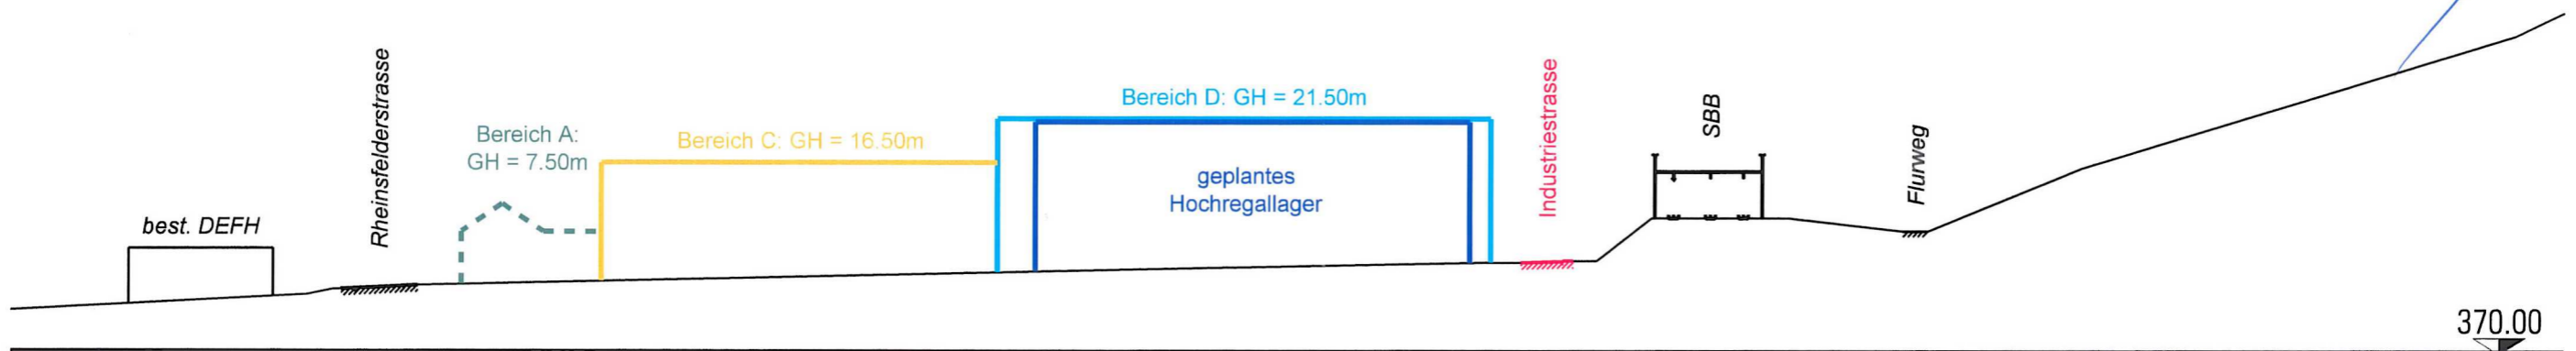 best. DEFH
Rheinsfelderstrasse
Bereich A:
GH = 7.50m
Bereich C: GH = 16.50m
Bereich D: GH = 21.50m
geplantes
Hochregallager
Industriestrasse
SBB
Flurweg
370.00